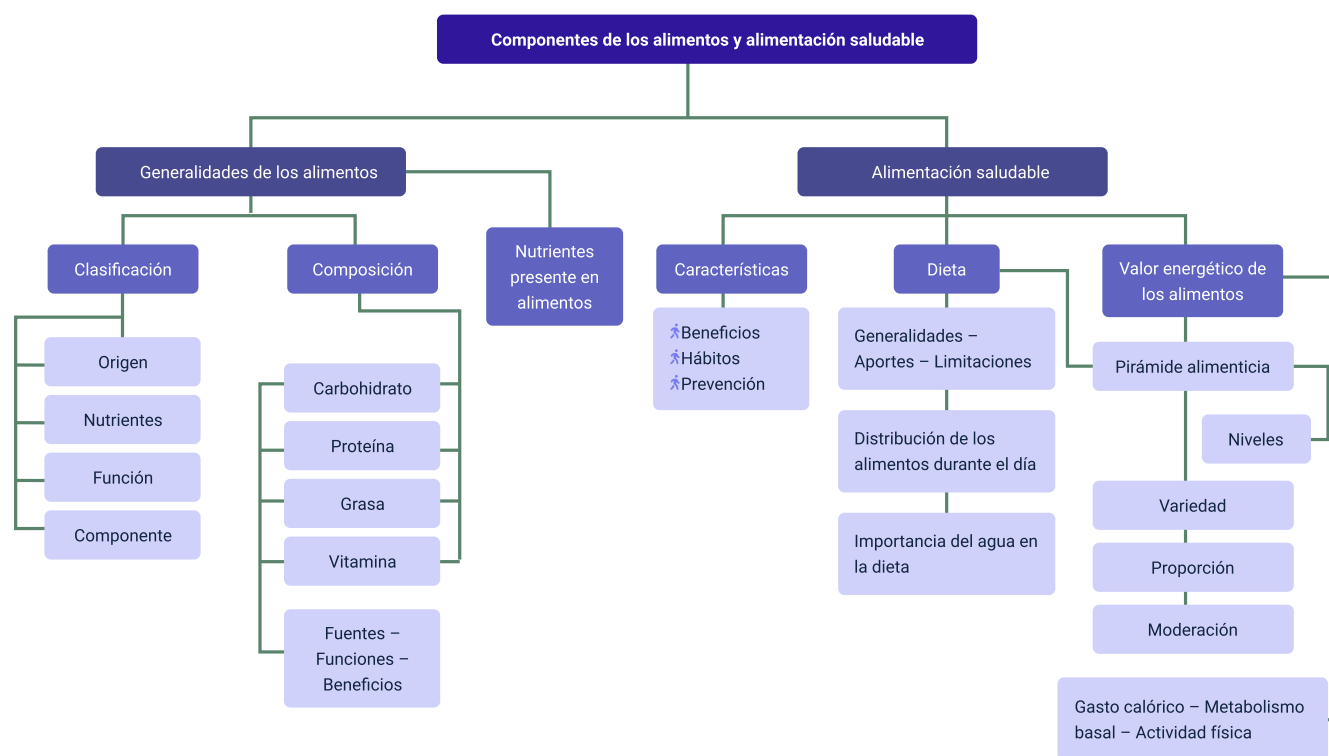 Componentes de los alimentos y alimentación saludable
Generalidades de los alimentos
Alimentación saludable
Clasificación
Composición
Nutrientes
presente en
alimentos
Características
Dieta
Valor energético de
los alimentos
Origen
Nutrientes
Función
Componente
Carbohidrato
Proteína
Grasa
Vitamina
Fuentes –
Funciones –
Beneficios
Beneficios
Hábitos
Prevención
Generalidades –
Aportes – Limitaciones
Distribución de los
alimentos durante el día
Importancia del agua en
la dieta
Pirámide alimenticia
Niveles
Variedad
Proporción
Moderación
Gasto calórico – Metabolismo
basal – Actividad física